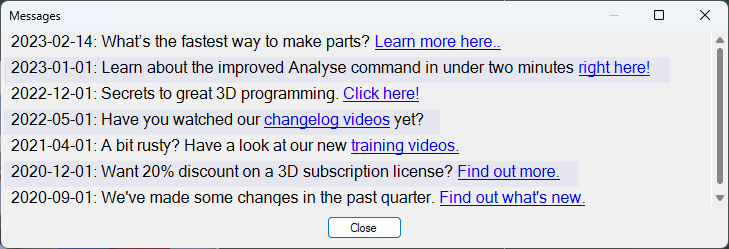 Messages
2023-02-14: What's the fastest way to make parts? Learn more here..
2023-01-01: Learn about the improved Analyse command in under two minutes right here!
2022-12-01: Secrets to great 3D programming. Click here!
2022-05-01: Have you watched our changelog videos yet?
2021-04-01: A bit rusty? Have a look at our new training videos.
2020-12-01: Want 20% discount on a 3D subscription license? Find out more.
2020-09-01: We've made some changes in the past quarter. Find out what's new.
Close